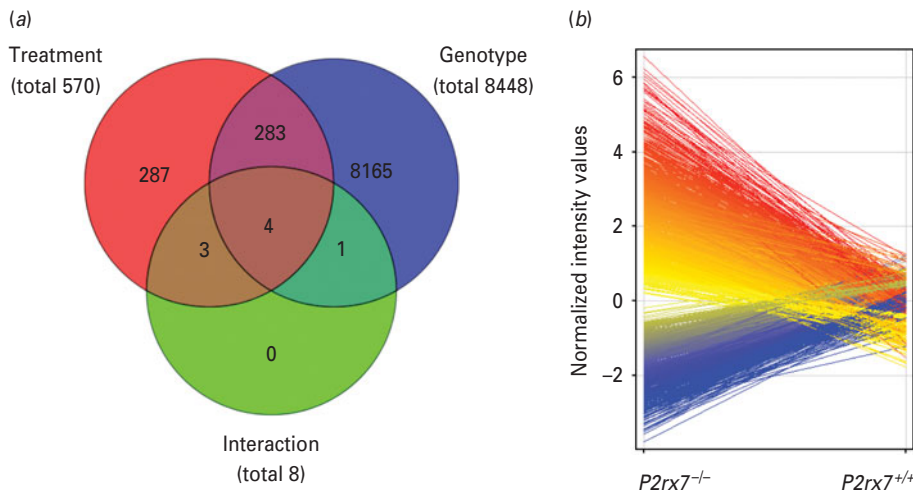 (a)
Treatment
(total 570)
Genotype
(total 8448)
283
287
8165
4
3
1
0
Interaction
(total 8)
(b)
Normalized intensity values
6
4
2
0
−2
P2rx7−/−
P2rx7+/+